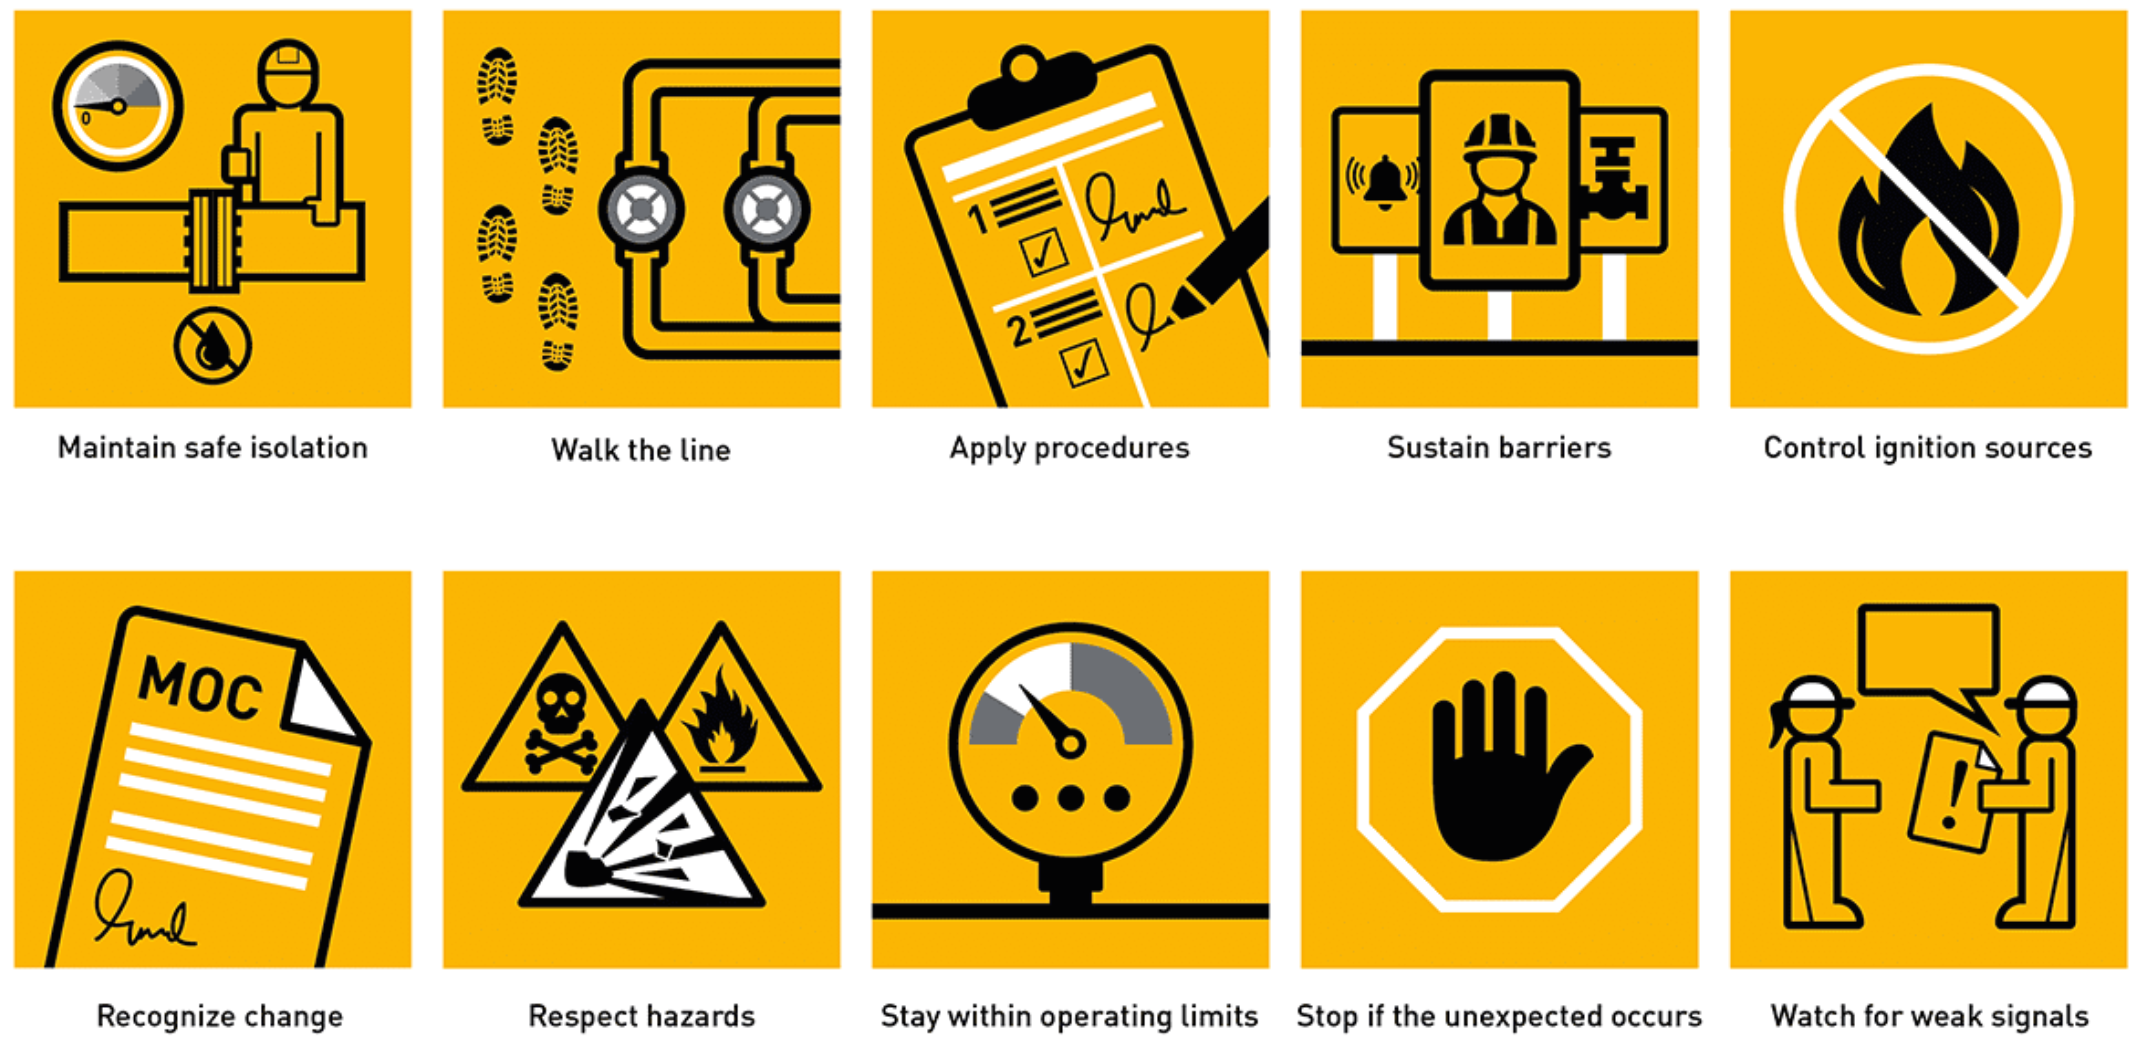 0
1
2
Maintain safe isolation
Walk the line
Apply procedures
Sustain barriers
Control ignition sources
MOC
!
Recognize change
Respect hazards
Stay within operating limits
Stop if the unexpected occurs
Watch for weak signals